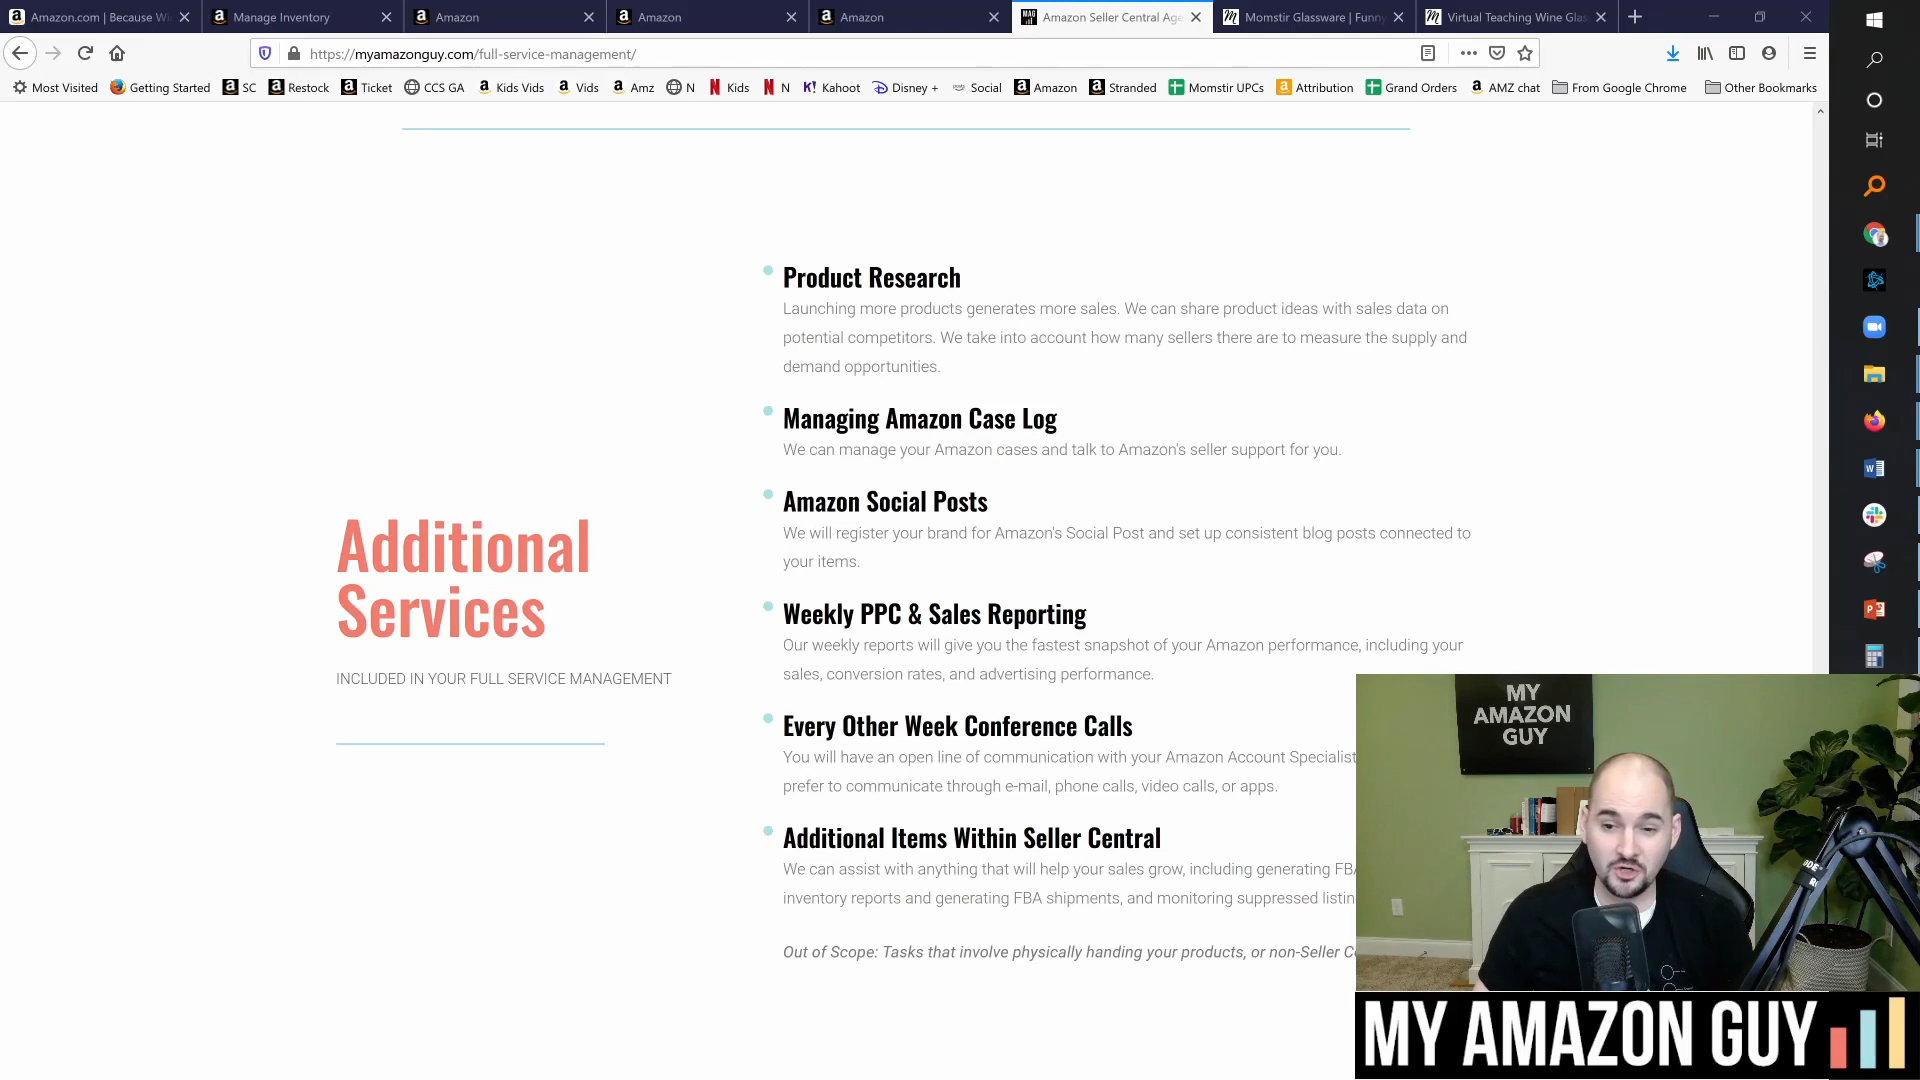 Amazon.com | Because Wi
Manage Inventory
Amazon
Amazon
Amazon
Amazon Seller Central Age
Momstir Glassware | Funny
Virtual Teaching Wine Glas
https://myamazonguy.com/full-service-management/
Most Visited
Getting Started
SC
Restock
Ticket
CCS GA
Kids Vids
Vids
Amz
N
Kids
N
Kahoot
Disney +
Social
Amazon
Stranded
Momstir UPCs
Attribution
Grand Orders
AMZ chat
From Google Chrome
Other Bookmarks
Additional
Services
INCLUDED IN YOUR FULL SERVICE MANAGEMENT
Product Research
Launching more products generates more sales. We can share product ideas with sales data on
potential competitors. We take into account how many sellers there are to measure the supply and
demand opportunities.
Managing Amazon Case Log
We can manage your Amazon cases and talk to Amazon's seller support for you.
Amazon Social Posts
We will register your brand for Amazon's Social Post and set up consistent blog posts connected to
your items.
Weekly PPC & Sales Reporting
Our weekly reports will give you the fastest snapshot of your Amazon performance, including your
sales, conversion rates, and advertising performance.
Every Other Week Conference Calls
You will have an open line of communication with your Amazon Account Specialist
prefer to communicate through e-mail, phone calls, video calls, or apps.
Additional Items Within Seller Central
We can assist with anything that will help your sales grow, including generating FBA
inventory reports and generating FBA shipments, and monitoring suppressed listin
Out of Scope: Tasks that involve physically handing your products, or non-Seller C
MY
AMAZON
GUY
MY AMAZON GUY